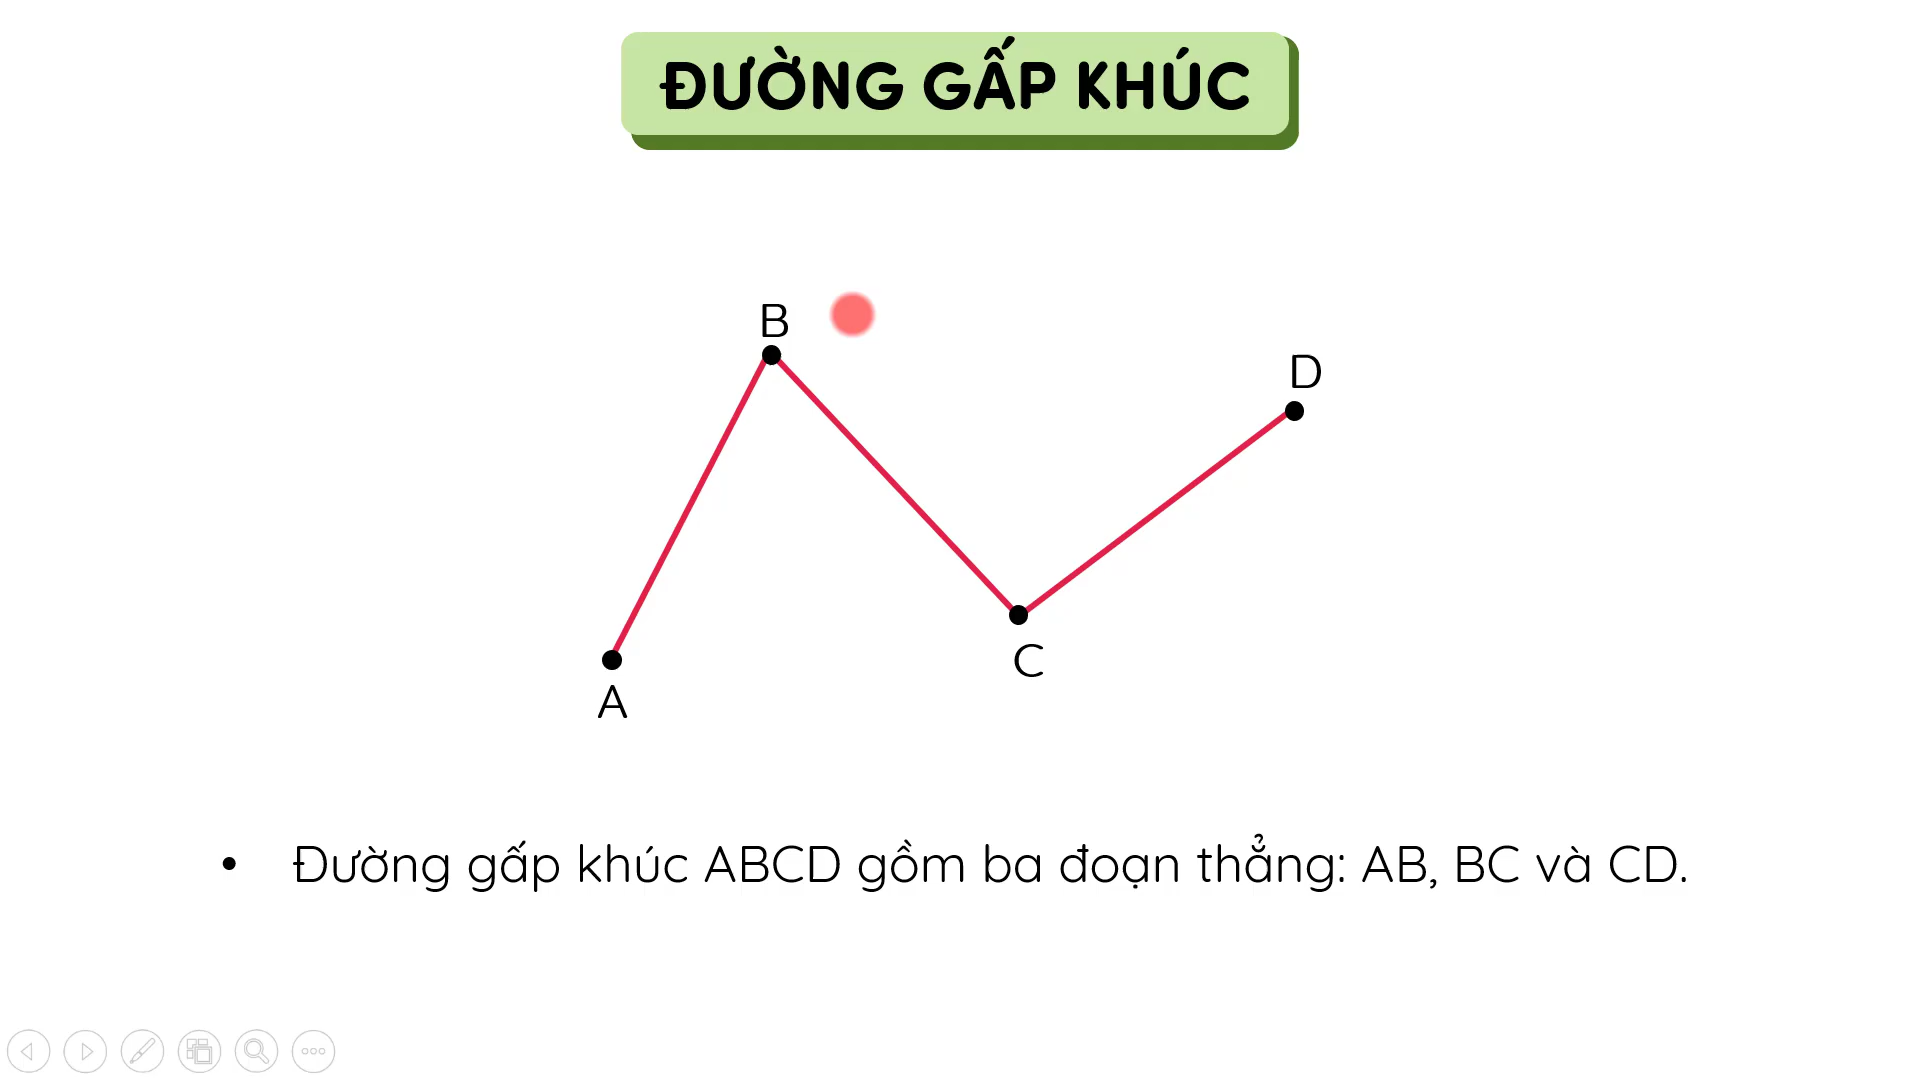 ĐƯỜNG GẤP KHÚC
B
D
C
A
• Đường gấp khúc ABCD gồm ba đoạn thẳng: AB, BC và CD.